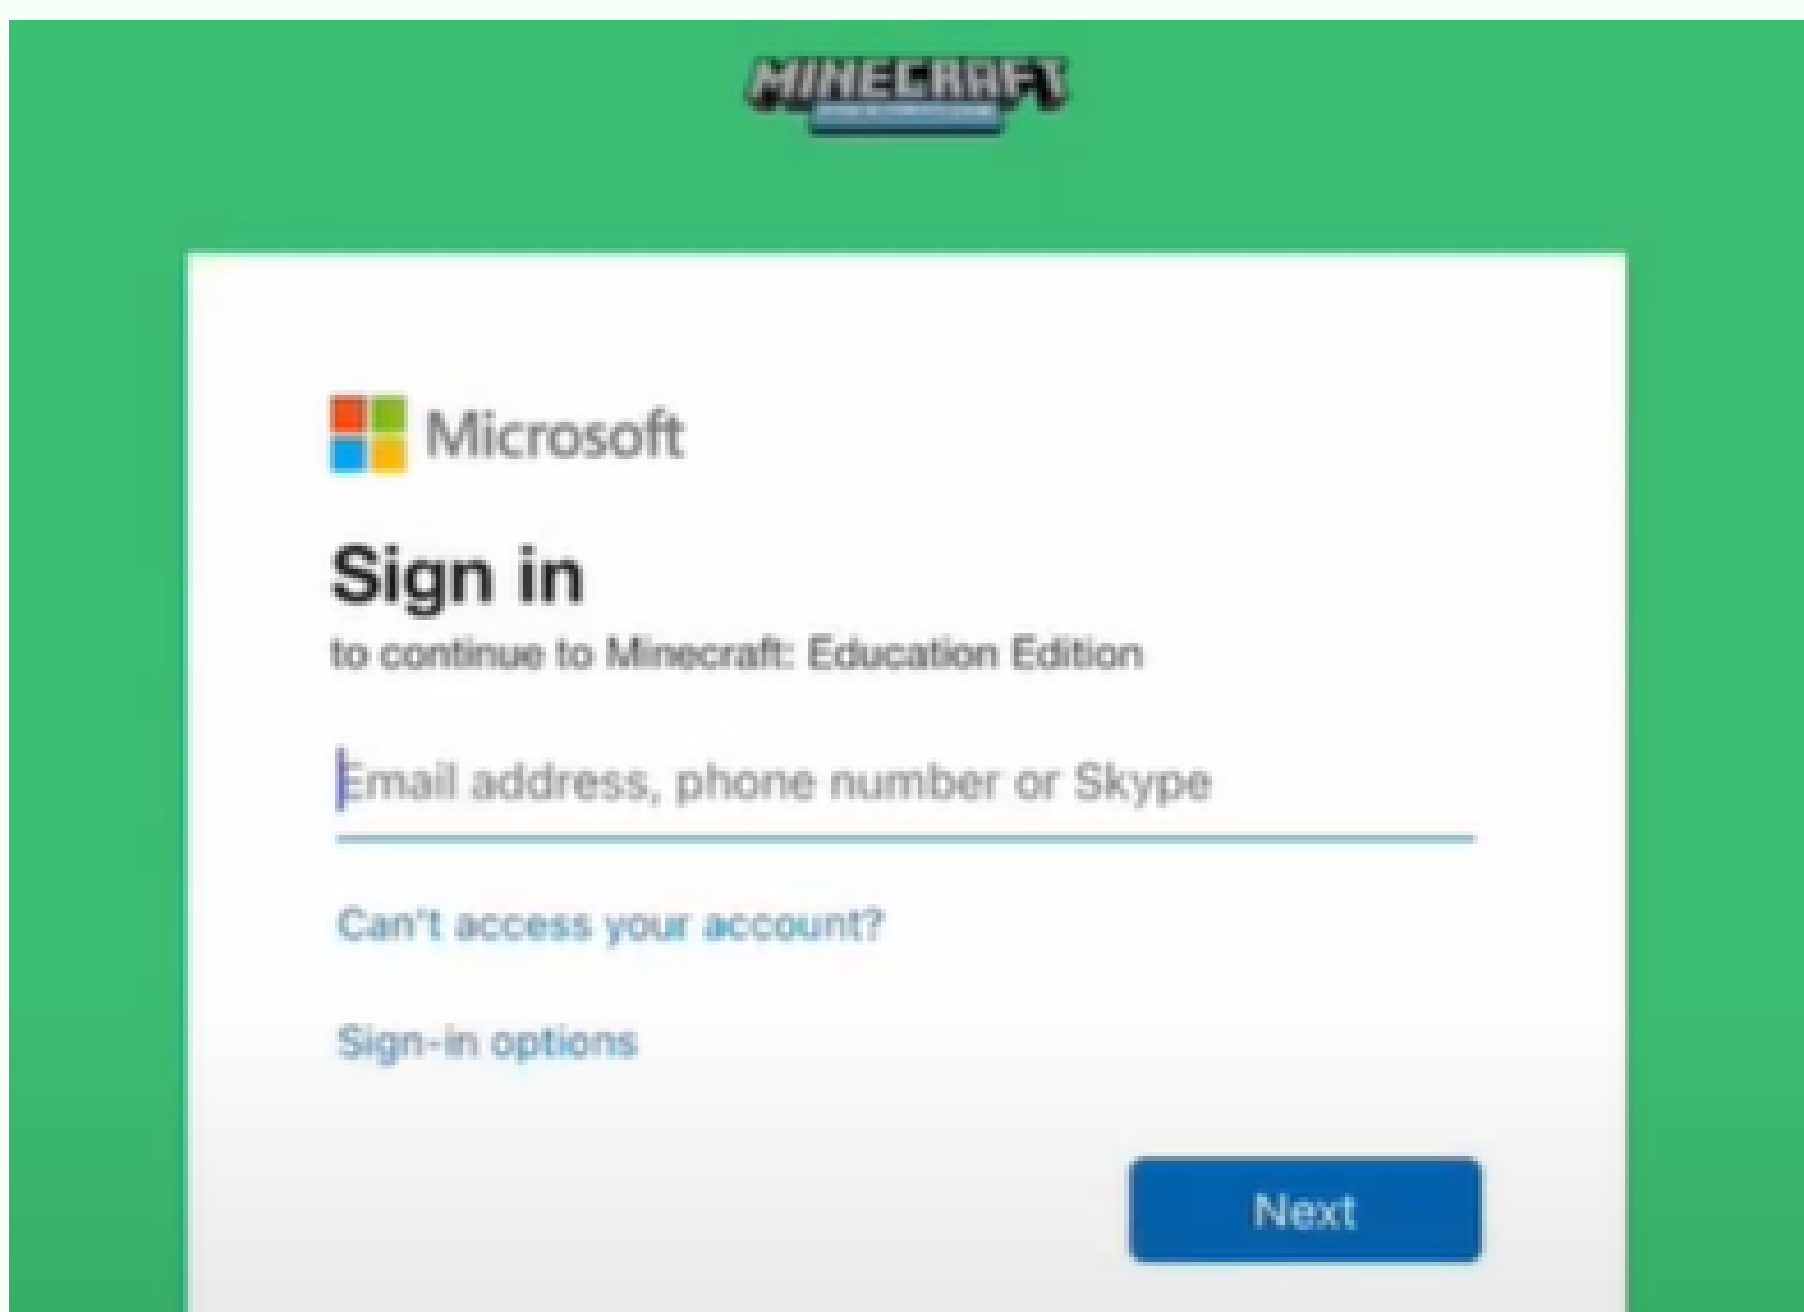 MINECRAFT
Microsoft
Sign in
to continue to Minecraft: Education Edition
Email address, phone number or Skype
Can't access your account?
Sign-in options
Next